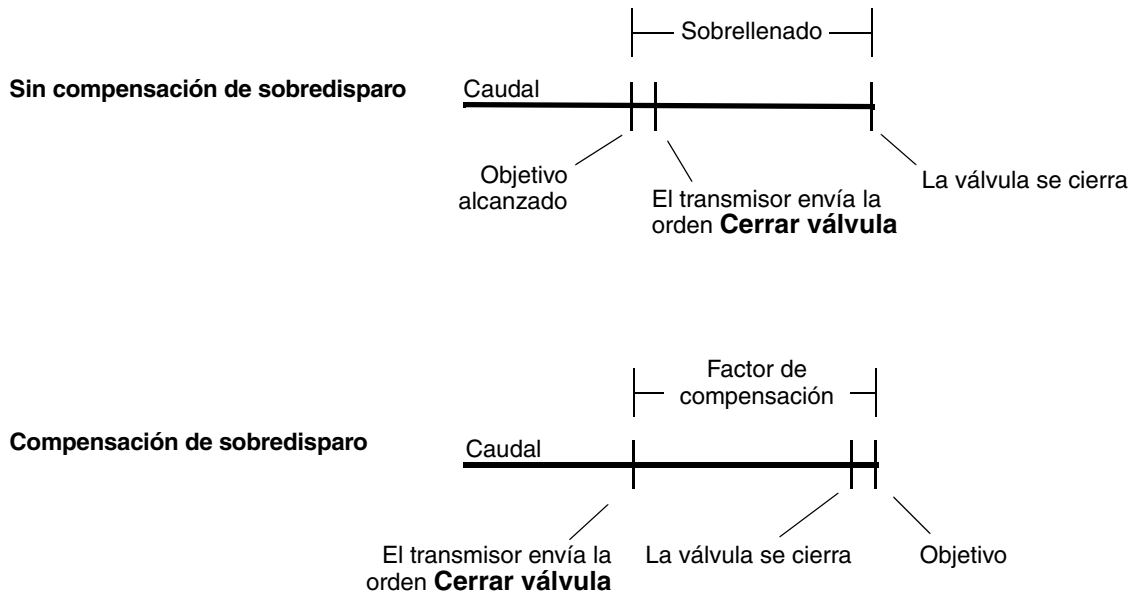 Sobrellenado
Sin compensación de sobredisparo
Caudal
Objetivo
alcanzado
El transmisor envía la
orden Cerrar válvula
La válvula se cierra
Factor de
compensación
Compensación de sobredisparo
Caudal
El transmisor envía la
orden Cerrar válvula
La válvula se cierra
Objetivo